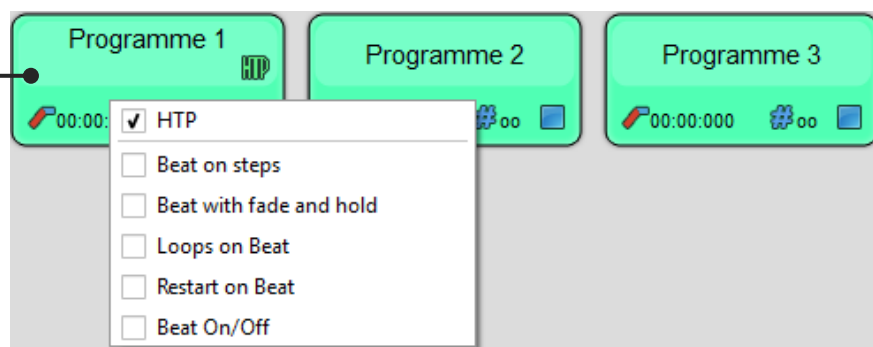 Programme 1
HTP
00:00:
Programme 2
#oo
Programme 3
00:00:000 #oo
HTP
Beat on steps
Beat with fade and hold
Loops on Beat
Restart on Beat
Beat On/Off